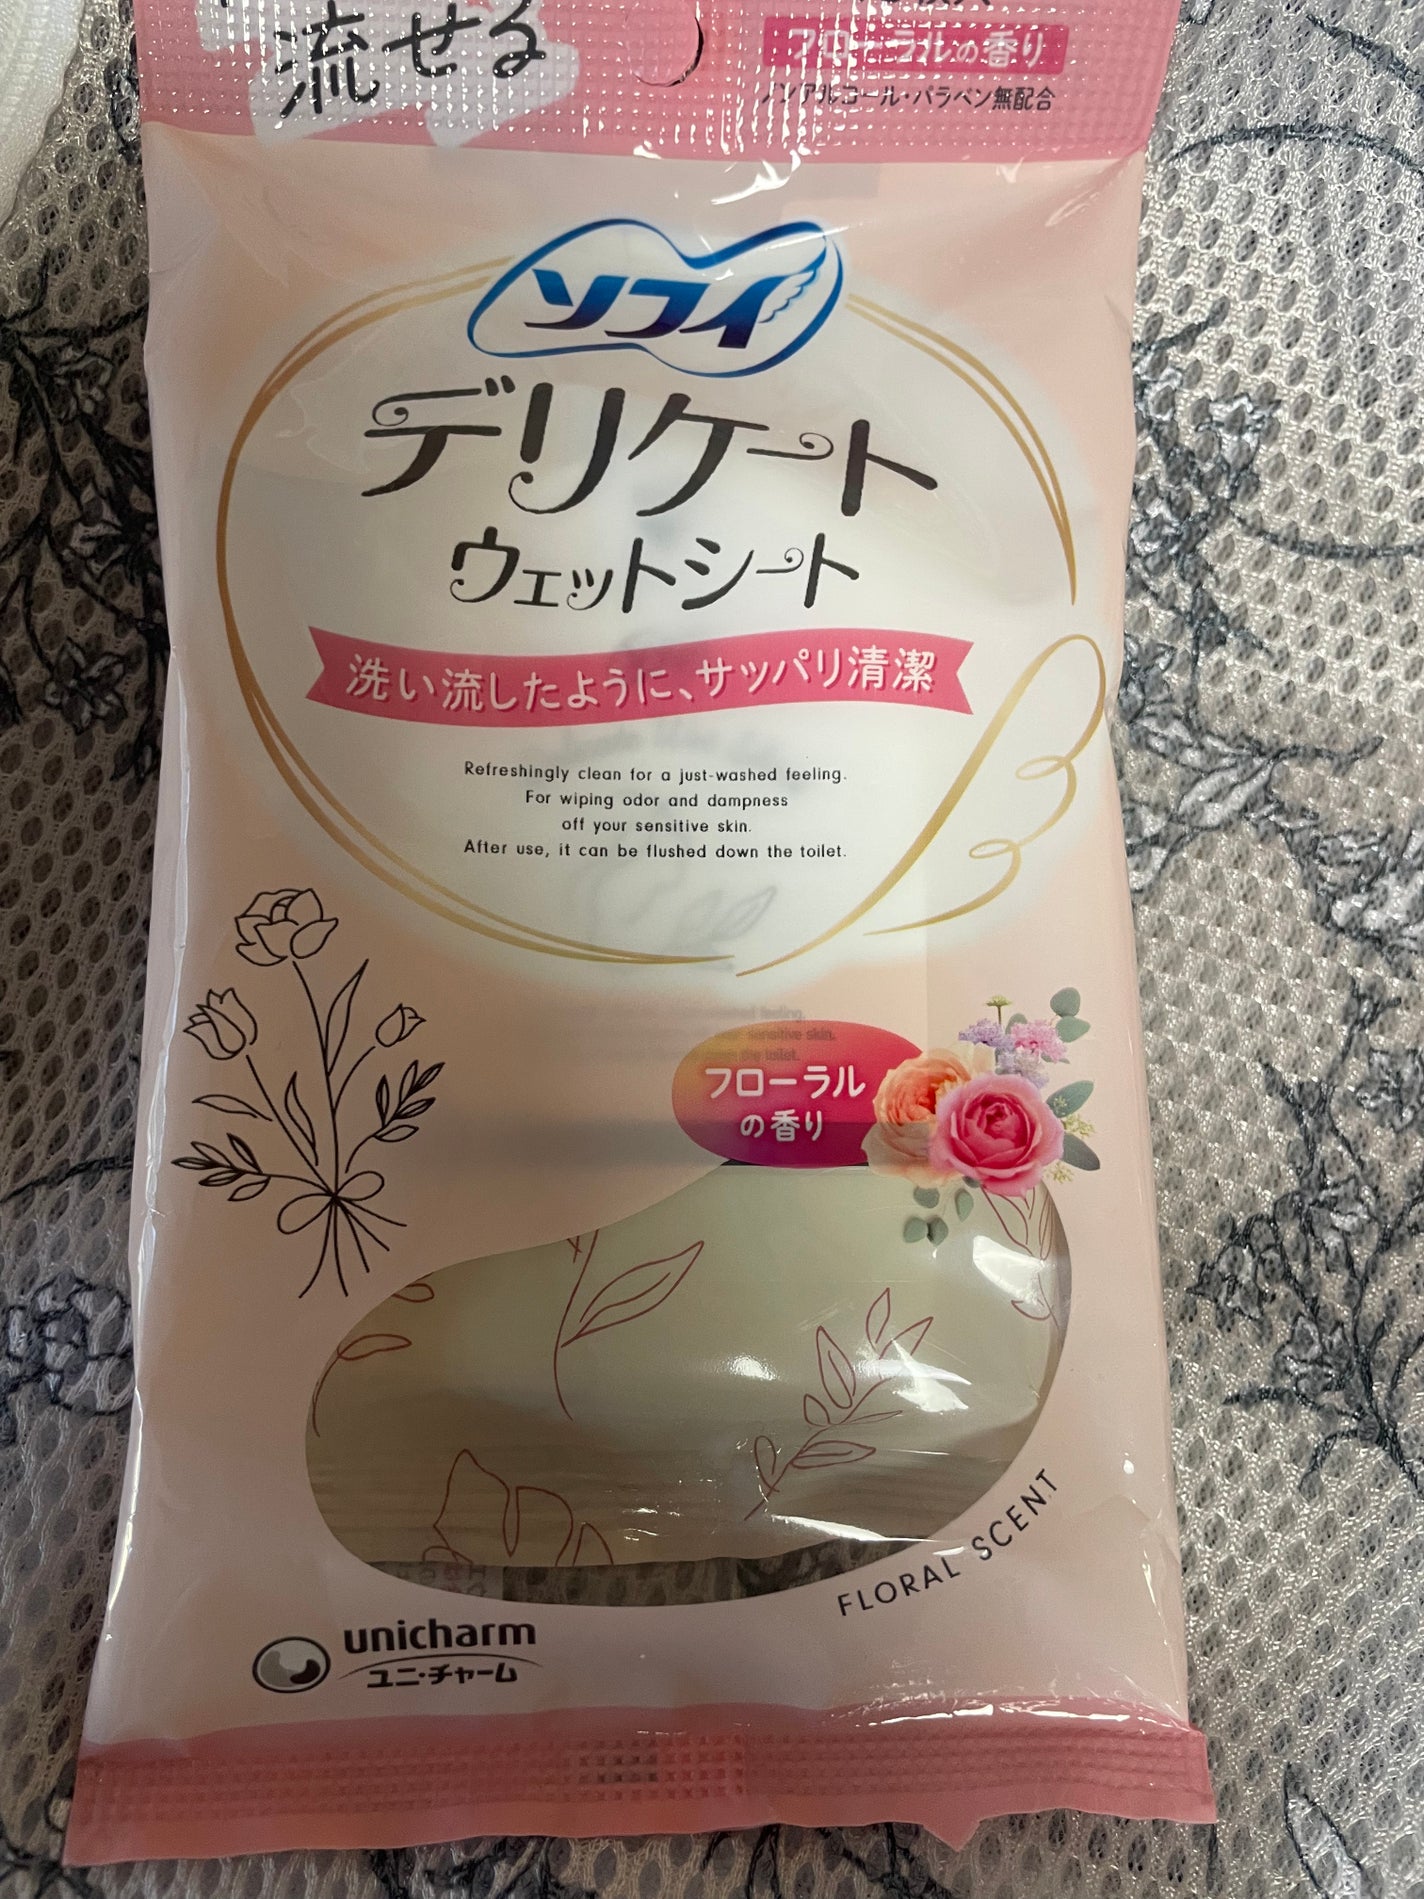 流せる
フローラルの香り
ノンアルコール・パラベン無配合
ソフィ
デリケート
ウェットシート
洗い流したように、サッパリ清潔
Refreshingly clean for a just-washed feeling.
For wiping odor and dampness
off your sensitive skin.
After use, it can be flushed down the toilet.
フローラル
の香り
FLORAL SCENT
unicharm
ユニ・チャーム